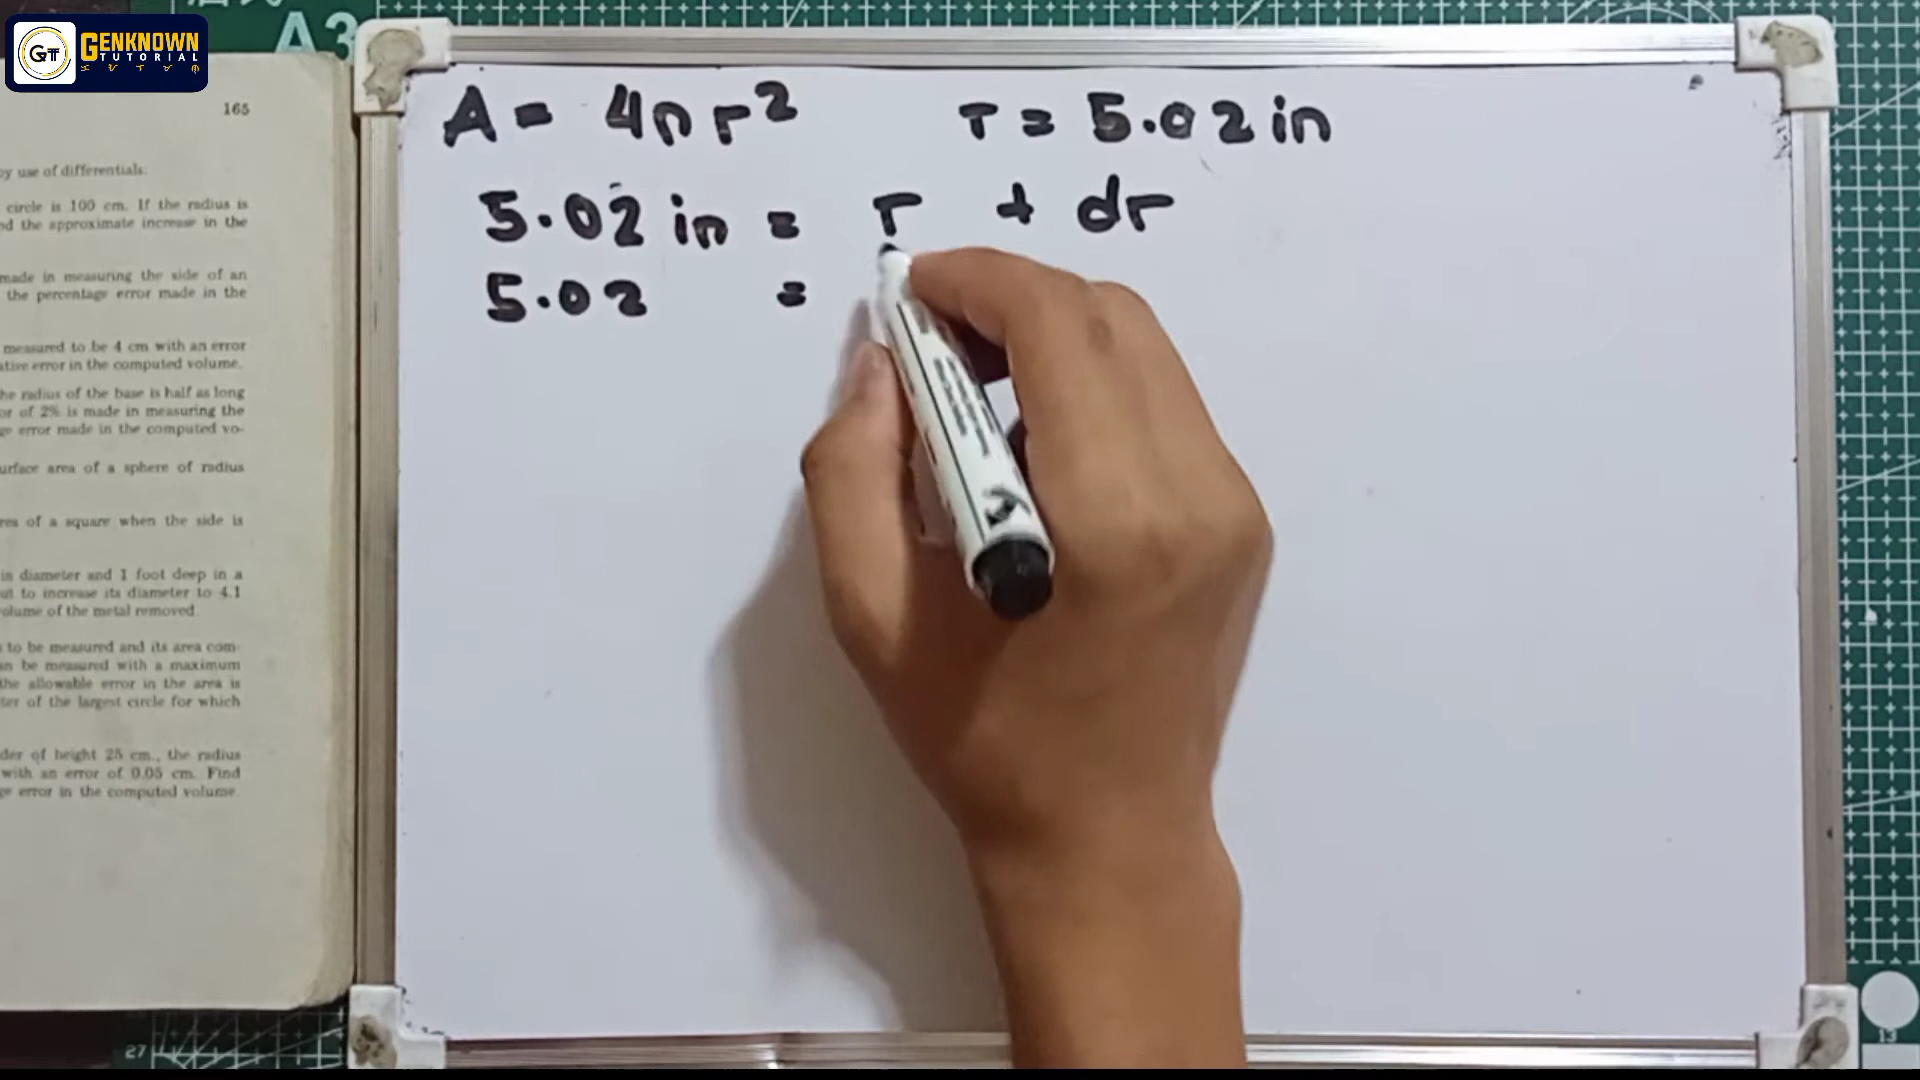 GT GENKNOWN
TUTORIAL
A3
165
by use of differentials:
circle is 100 cm. If the radius is
the approximate increase in the
made in measuring the side of an
the percentage error made in the
measured to be 4 cm with an error
error in the computed volume.
the radius of the base is half as long
or of 2% is made in measuring the
error made in the computed vo-
surface area of a sphere of radius
of a square when the side is
in diameter and 1 foot deep in a
to increase its diameter to 4.1
volume of the metal removed.
to be measured and its area com-
be measured with a maximum
the allowable error in the area is
of the largest circle for which
of height 25 cm., the radius
with an error of 0.05 cm. Find
error in the computed volume.
A = 4π r² r = 5.02 in
5.02 in = r + dr
5.02 =
27
13